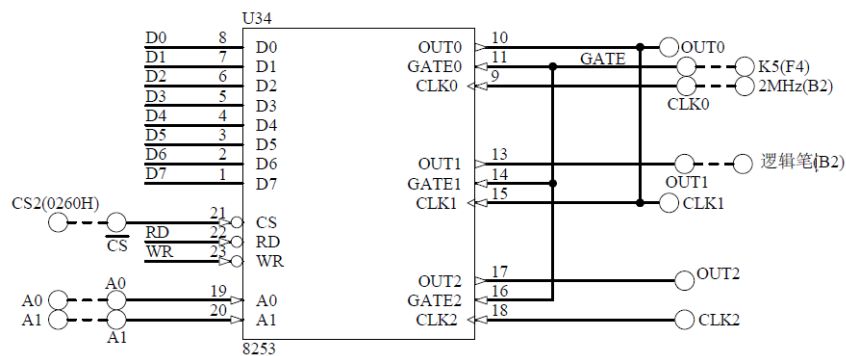 U34
D0 8 D0 OUT0 10 OUT0
D1 7 D1 GATE0 11 GATE K5(F4)
D2 6 D2 CLK0 9 CLK0 2MHz(B2)
D3 5 D3
D4 4 D4
D5 3 D5
D6 2 D6 OUT1 13 OUT1 逻辑笔(B2)
D7 1 D7 GATE1 14
CLK1 15 CLK1
CS2(0260H) CS 21 CS
RD 22 RD
WR 23 WR
OUT2 17 OUT2
A0 A0 19 A0 GATE2 16
A1 A1 20 A1 CLK2 18 CLK2
8253